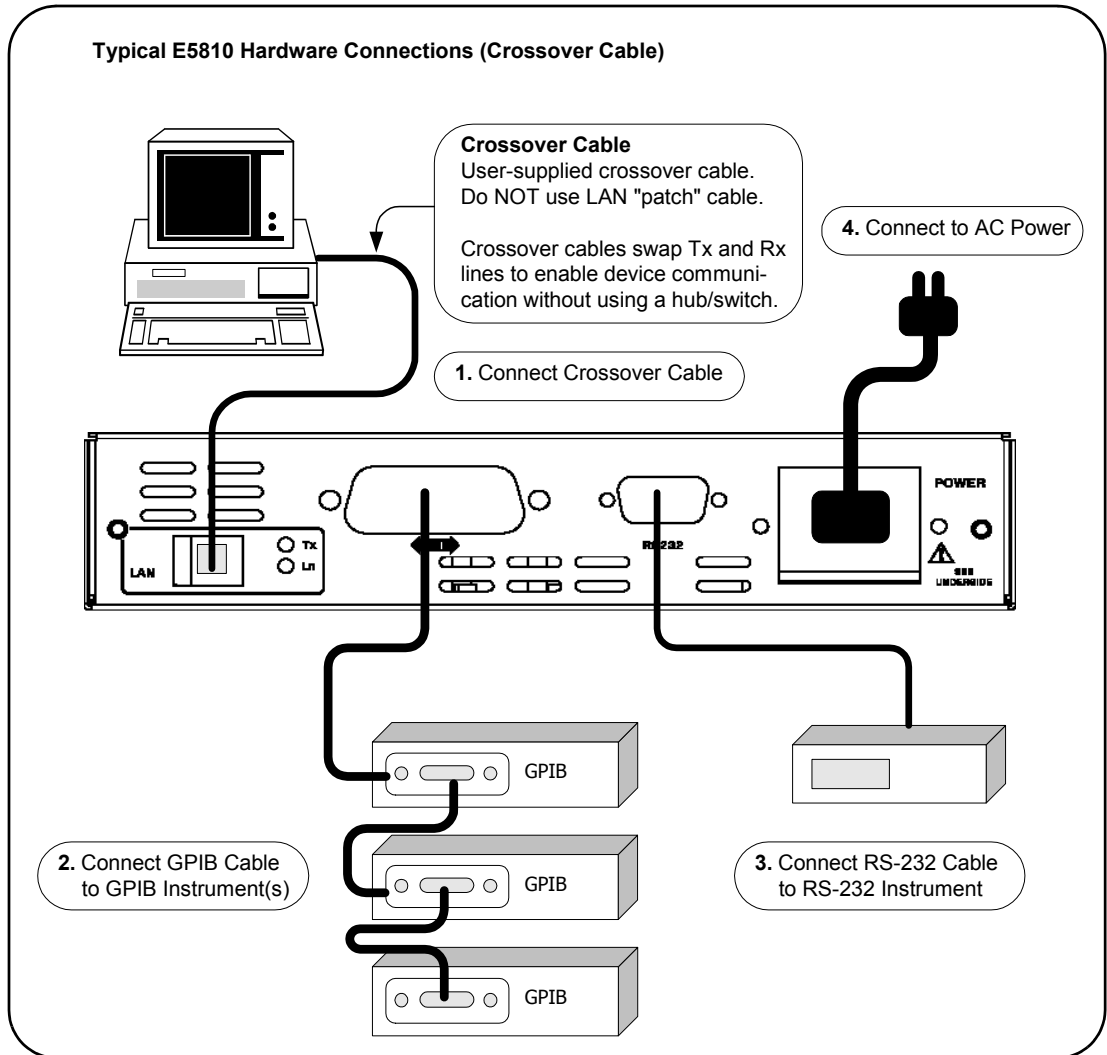 Typical E5810 Hardware Connections (Crossover Cable)
Crossover Cable
User-supplied crossover cable.
Do NOT use LAN "patch" cable.
Crossover cables swap Tx and Rx
lines to enable device communi-
cation without using a hub/switch.
4. Connect to AC Power
1. Connect Crossover Cable
LAN
Tx
Ln
RS232
POWER
SEE
UNDERSIDE
GPIB
GPIB
GPIB
2. Connect GPIB Cable
to GPIB Instrument(s)
3. Connect RS-232 Cable
to RS-232 Instrument